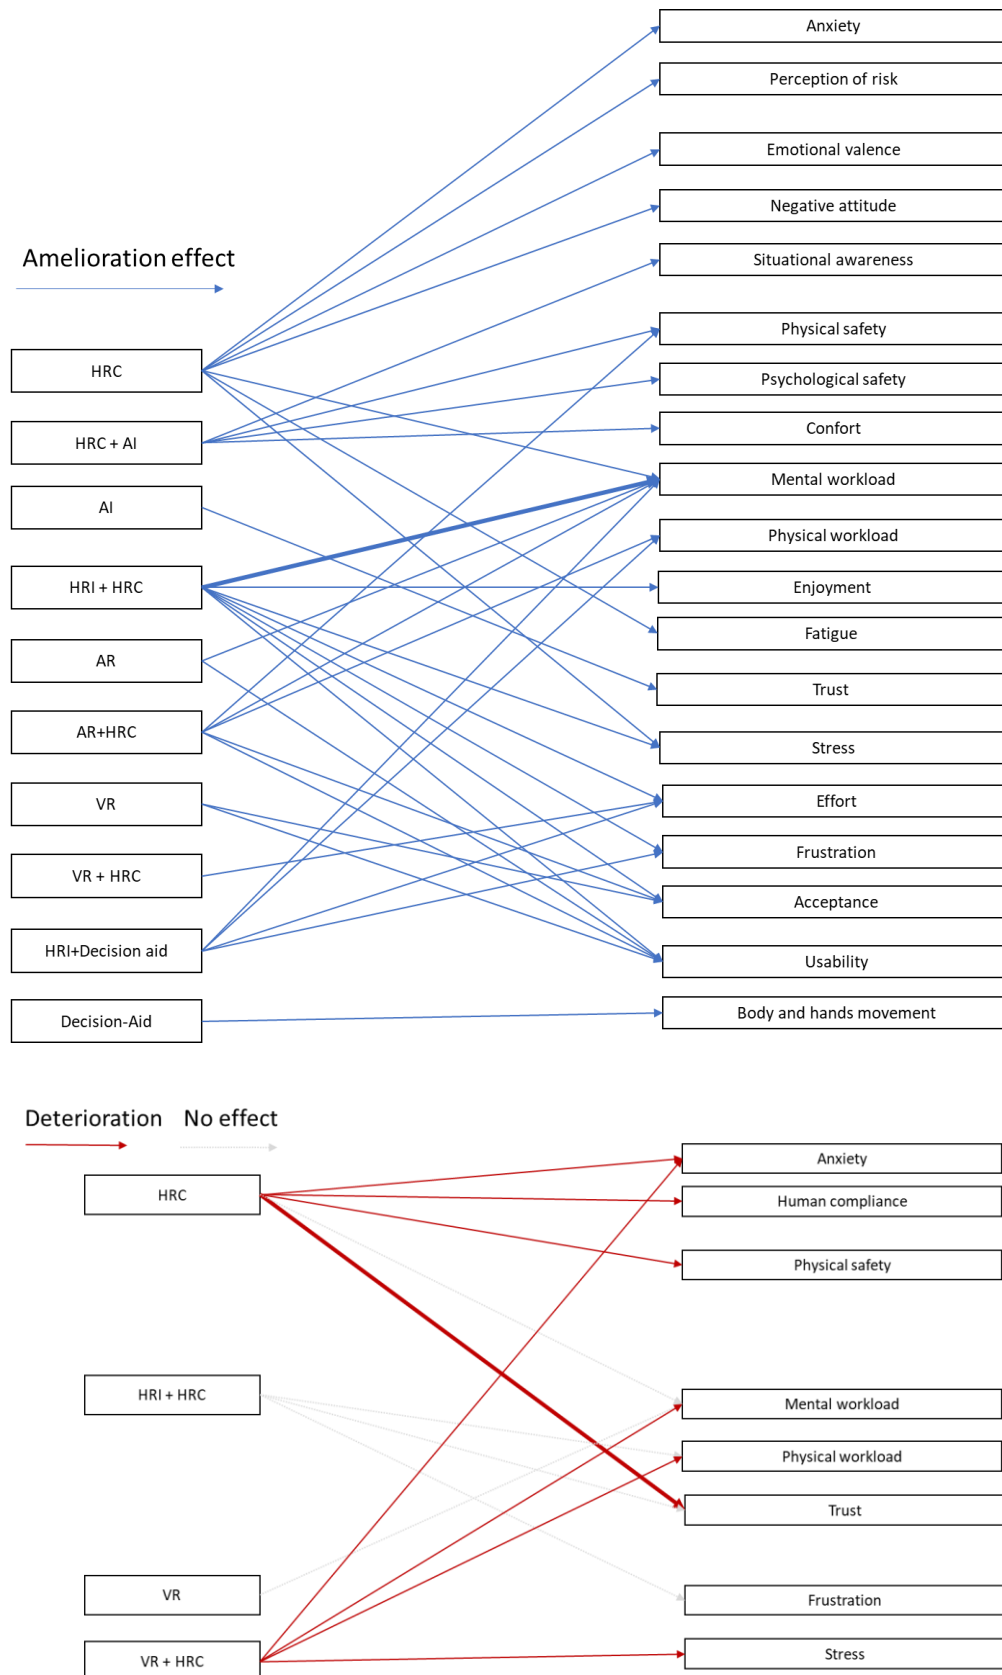 Anxiety
Perception of risk
Emotional valence
Negative attitude
Amelioration effect
Situational awareness
Physical safety
HRC
Psychological safety
HRC + AI
Confort
Mental workload
AI
Physical workload
HRI + HRC
Enjoyment
Fatigue
AR
Trust
AR+HRC
Stress
VR
Effort
Frustration
VR + HRC
Acceptance
HRI+Decision aid
Usability
Decision-Aid
Body and hands movement
Deterioration
No effect
Anxiety
HRC
Human compliance
Physical safety
HRI + HRC
Mental workload
Physical workload
Trust
VR
Frustration
VR + HRC
Stress